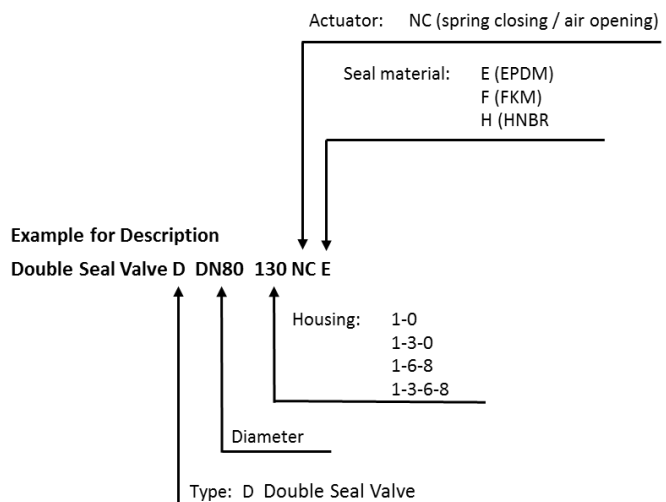 Actuator: NC (spring closing / air opening)
Seal material: E (EPDM)
F (FKM)
H (HNBR
Example for Description
Double Seal Valve D DN80 130 NC E
Housing: 1-0
1-3-0
1-6-8
1-3-6-8
Diameter
Type: D Double Seal Valve